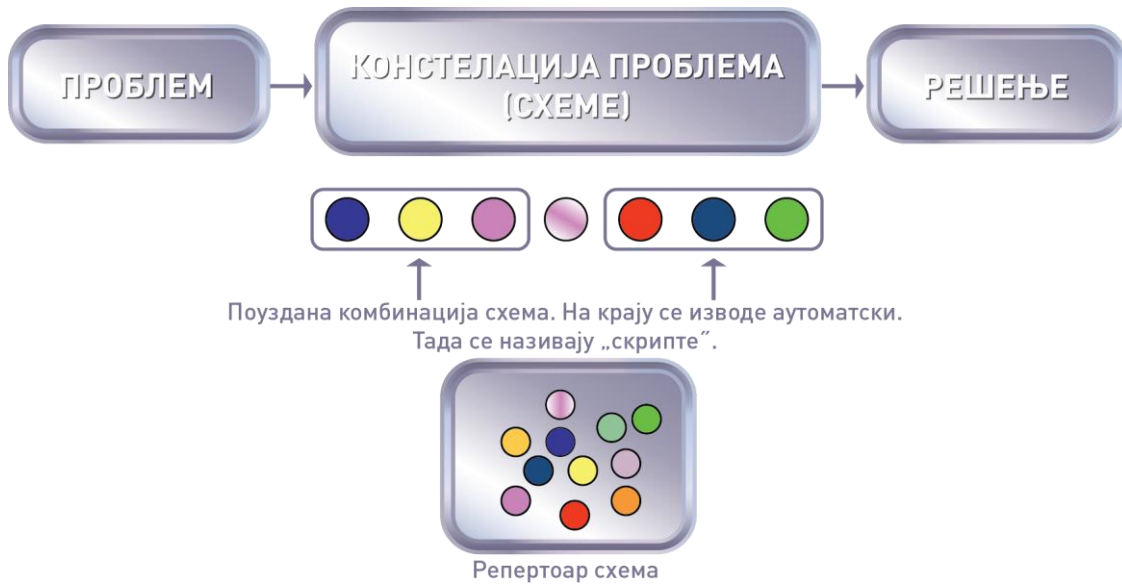 ПРОБЛЕМ
КОНСТЕЛАЦИЈА ПРОБЛЕМА
(СХЕМЕ)
РЕШЕЊЕ
Поуздана комбинација схема. На крају се изводе аутоматски.
Тада се називају „скрипте˝.
Репертоар схема